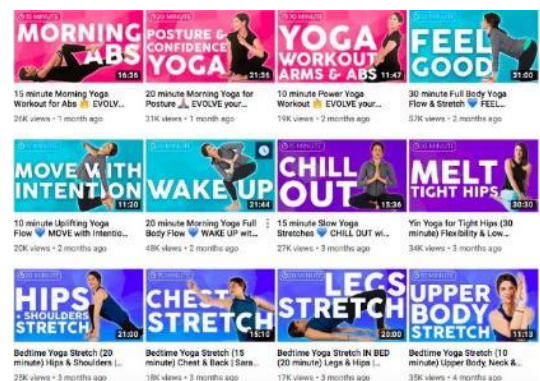 MORNING
ABS
16:36
15 minute Morning Yoga
Workout for Abs 🔥 EVOLV...
26K views • 1 month ago
20 MINUTE
POSTURE &
CONFIDENCE
YOGA
21:56
20 minute Morning Yoga for
Posture 🙏 EVOLVE your...
31K views • 1 month ago
YOGA
WORKOUT
ARMS & ABS
11:47
10 minute Power Yoga
Workout 🔥 EVOLVE your...
19K views • 2 months ago
FEEL
GOOD
31:00
30 minute Full Body Yoga
Flow & Stretch 💙 FEEL...
57K views • 2 months ago
MOVE WITH
INTENTION
11:20
10 minute Uplifting Yoga
Flow 💙 MOVE with Intentio...
20K views • 2 months ago
WAKE UP
21:44
20 minute Morning Yoga Full
Body Flow 💙 WAKE UP wit...
48K views • 2 months ago
CHILL
OUT
15:36
15 minute Slow Yoga
Stretches 💙 CHILL OUT wi...
27K views • 3 months ago
MELT
TIGHT HIPS
30:30
Yin Yoga for Tight Hips (30
minute) Flexibility & Low...
34K views • 3 months ago
HIPS
+ SHOULDERS
STRETCH
21:00
Bedtime Yoga Stretch (20
minute) Hips & Shoulders |...
25K views • 3 months ago
CHEST
STRETCH
15:10
Bedtime Yoga Stretch (15
minute) Chest & Back | Sara...
18K views • 3 months ago
LEGS
STRETCH
20:00
Bedtime Yoga Stretch IN BED
(20 minute) Legs & Hips |...
37K views • 3 months ago
UPPER
BODY
STRETCH
11:13
Bedtime Yoga Stretch (10
minute) Upper Body, Neck &...
35K views • 4 months ago